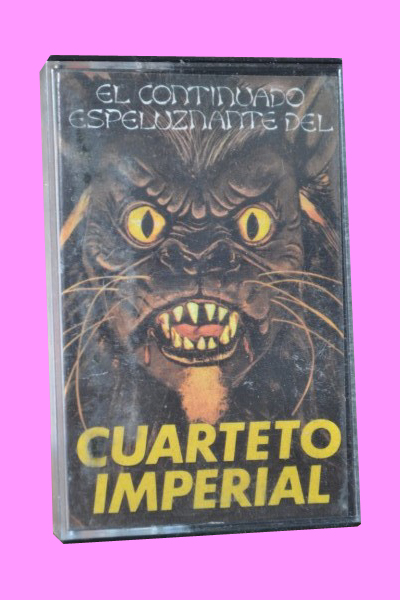 EL CONTINUADO
ESPELUZNANTE DEL
CUARTETO
IMPERIAL